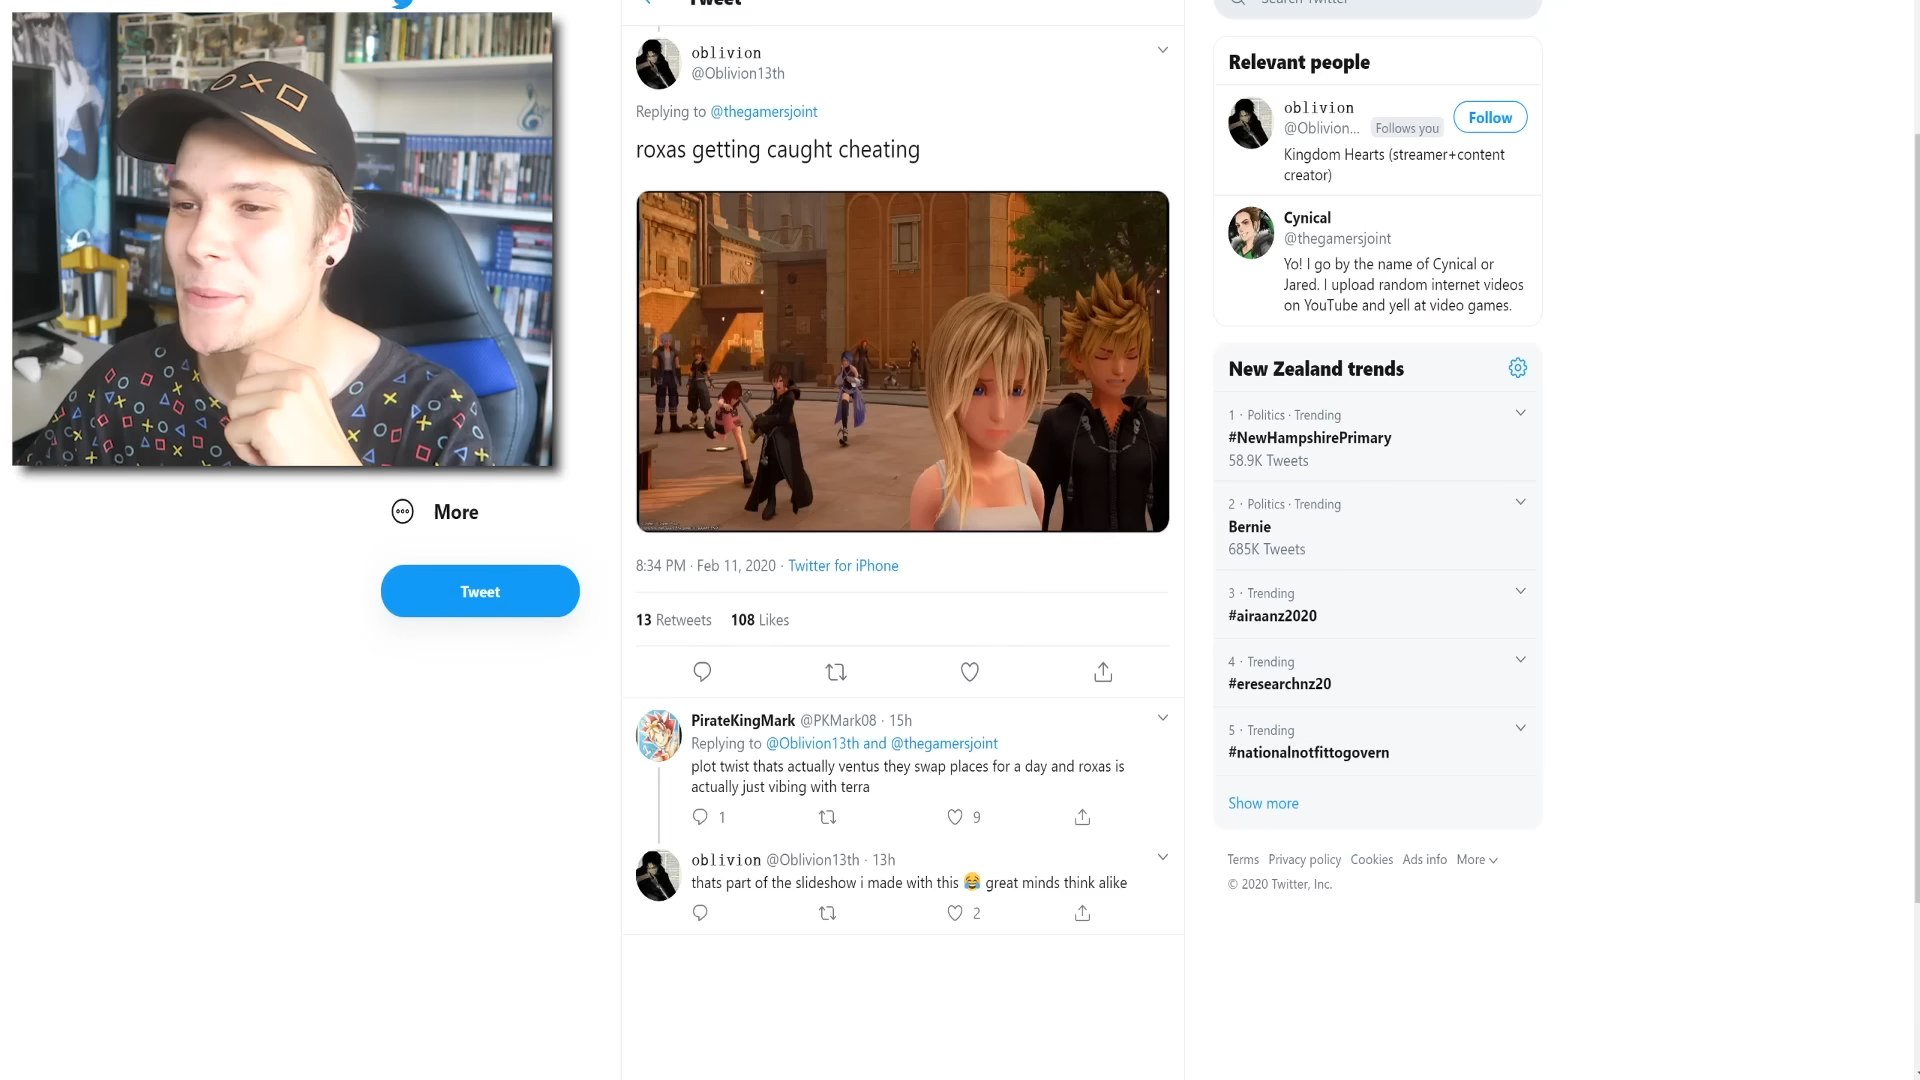 Tweet
oblivion
@Oblivion13th
Replying to @thegamersjoint
roxas getting caught cheating
8:34 PM · Feb 11, 2020 · Twitter for iPhone
13 Retweets 108 Likes
PirateKingMark @PKMark08 · 15h
Replying to @Oblivion13th and @thegamersjoint
plot twist thats actually ventus they swap places for a day and roxas is
actually just vibing with terra
1
9
oblivion @Oblivion13th · 13h
thats part of the slideshow i made with this 😂 great minds think alike
2
More
Tweet
Search Twitter
Relevant people
oblivion
@Oblivion... Follows you
Follow
Kingdom Hearts (streamer+content
creator)
Cynical
@thegamersjoint
Yo! I go by the name of Cynical or
Jared. I upload random internet videos
on YouTube and yell at video games.
New Zealand trends
1 · Politics · Trending
#NewHampshirePrimary
58.9K Tweets
2 · Politics · Trending
Bernie
685K Tweets
3 · Trending
#airaanz2020
4 · Trending
#eresearchnz20
5 · Trending
#nationalnotfittogovern
Show more
Terms Privacy policy Cookies Ads info More
© 2020 Twitter, Inc.